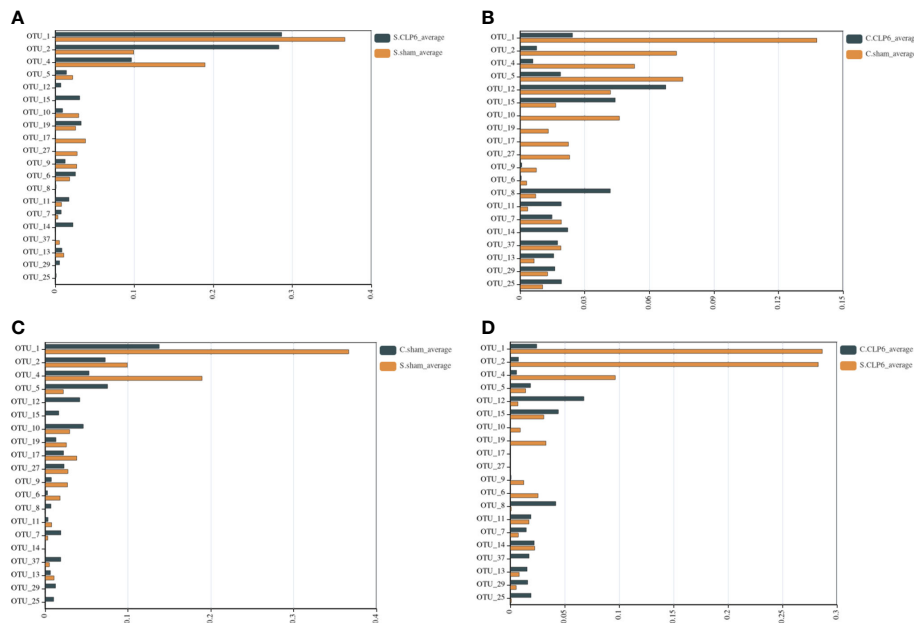 A
OTU_1
OTU_2
OTU_4
OTU_5
OTU_12
OTU_15
OTU_10
OTU_19
OTU_17
OTU_27
OTU_9
OTU_6
OTU_8
OTU_11
OTU_7
OTU_14
OTU_37
OTU_13
OTU_29
OTU_25
0
0.1
0.2
0.3
0.4
S.CLP6_average
S.sham_average
B
OTU_1
OTU_2
OTU_4
OTU_5
OTU_12
OTU_15
OTU_10
OTU_19
OTU_17
OTU_27
OTU_9
OTU_6
OTU_8
OTU_11
OTU_7
OTU_14
OTU_37
OTU_13
OTU_29
OTU_25
0
0.03
0.06
0.09
0.12
0.15
C.CLP6_average
C.sham_average
C
OTU_1
OTU_2
OTU_4
OTU_5
OTU_12
OTU_15
OTU_10
OTU_19
OTU_17
OTU_27
OTU_9
OTU_6
OTU_8
OTU_11
OTU_7
OTU_14
OTU_37
OTU_13
OTU_29
OTU_25
0
0.1
0.2
0.3
0.4
C.sham_average
S.sham_average
D
OTU_1
OTU_2
OTU_4
OTU_5
OTU_12
OTU_15
OTU_10
OTU_19
OTU_17
OTU_27
OTU_9
OTU_6
OTU_8
OTU_11
OTU_7
OTU_14
OTU_37
OTU_13
OTU_29
OTU_25
0
0.05
0.1
0.15
0.2
0.25
0.3
C.CLP6_average
S.CLP6_average